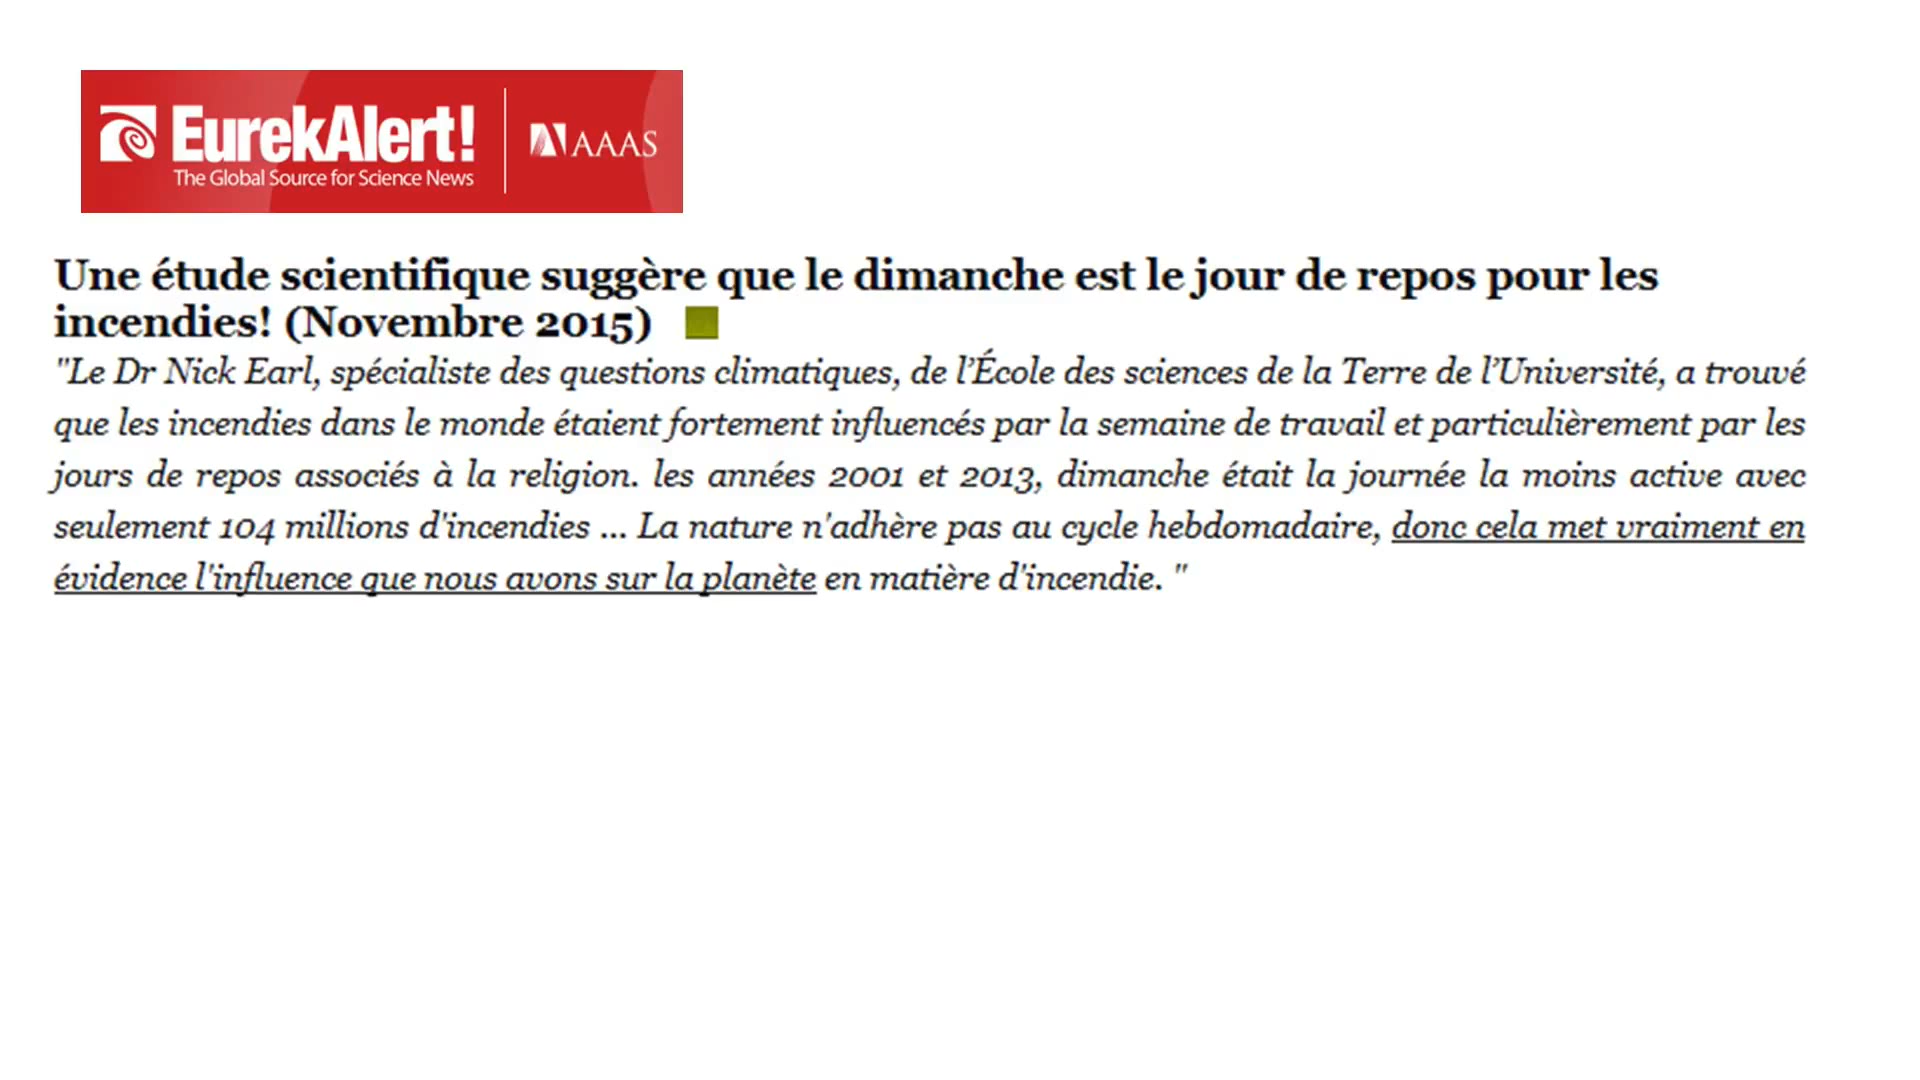 EurekAlert!
The Global Source for Science News
AAAS
Une étude scientifique suggère que le dimanche est le jour de repos pour les
incendies! (Novembre 2015)
"Le Dr Nick Earl, spécialiste des questions climatiques, de l’École des sciences de la Terre de l’Université, a trouvé
que les incendies dans le monde étaient fortement influencés par la semaine de travail et particulièrement par les
jours de repos associés à la religion. les années 2001 et 2013, dimanche était la journée la moins active avec
seulement 104 millions d'incendies ... La nature n'adhère pas au cycle hebdomadaire, donc cela met vraiment en
évidence l'influence que nous avons sur la planète en matière d'incendie. "